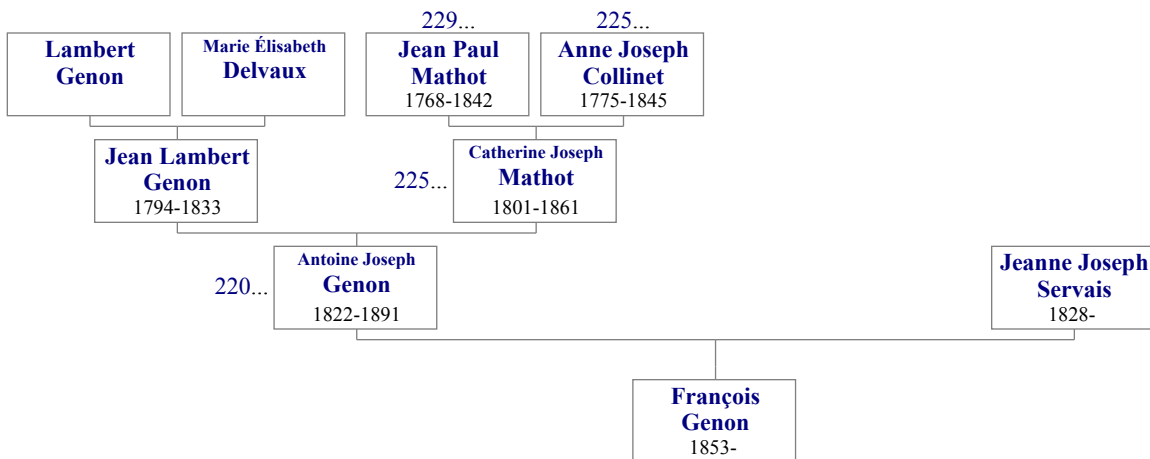 229...
225...
Lambert
Genon
Marie Élisabeth
Delvaux
Jean Paul
Mathot
1768-1842
Anne Joseph
Collinet
1775-1845
Jean Lambert
Genon
1794-1833
225...
Catherine Joseph
Mathot
1801-1861
220...
Antoine Joseph
Genon
1822-1891
Jeanne Joseph
Servais
1828-
François
Genon
1853-